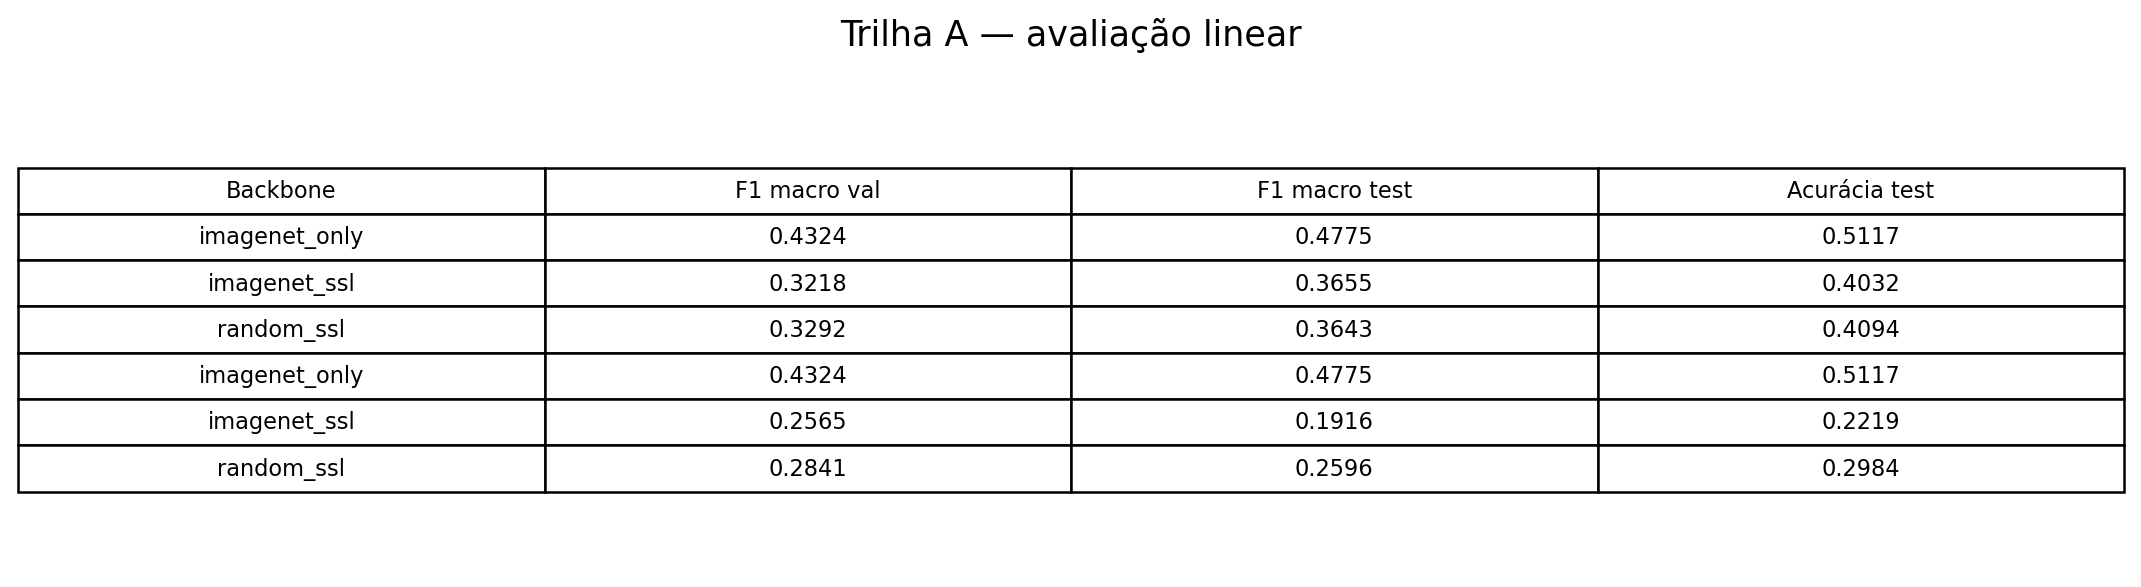 Trilha A — avaliação linear
Backbone F1 macro val F1 macro test Acurácia test
imagenet_only 0.4324 0.4775 0.5117
imagenet_ssl 0.3218 0.3655 0.4032
random_ssl 0.3292 0.3643 0.4094
imagenet_only 0.4324 0.4775 0.5117
imagenet_ssl 0.2565 0.1916 0.2219
random_ssl 0.2841 0.2596 0.2984